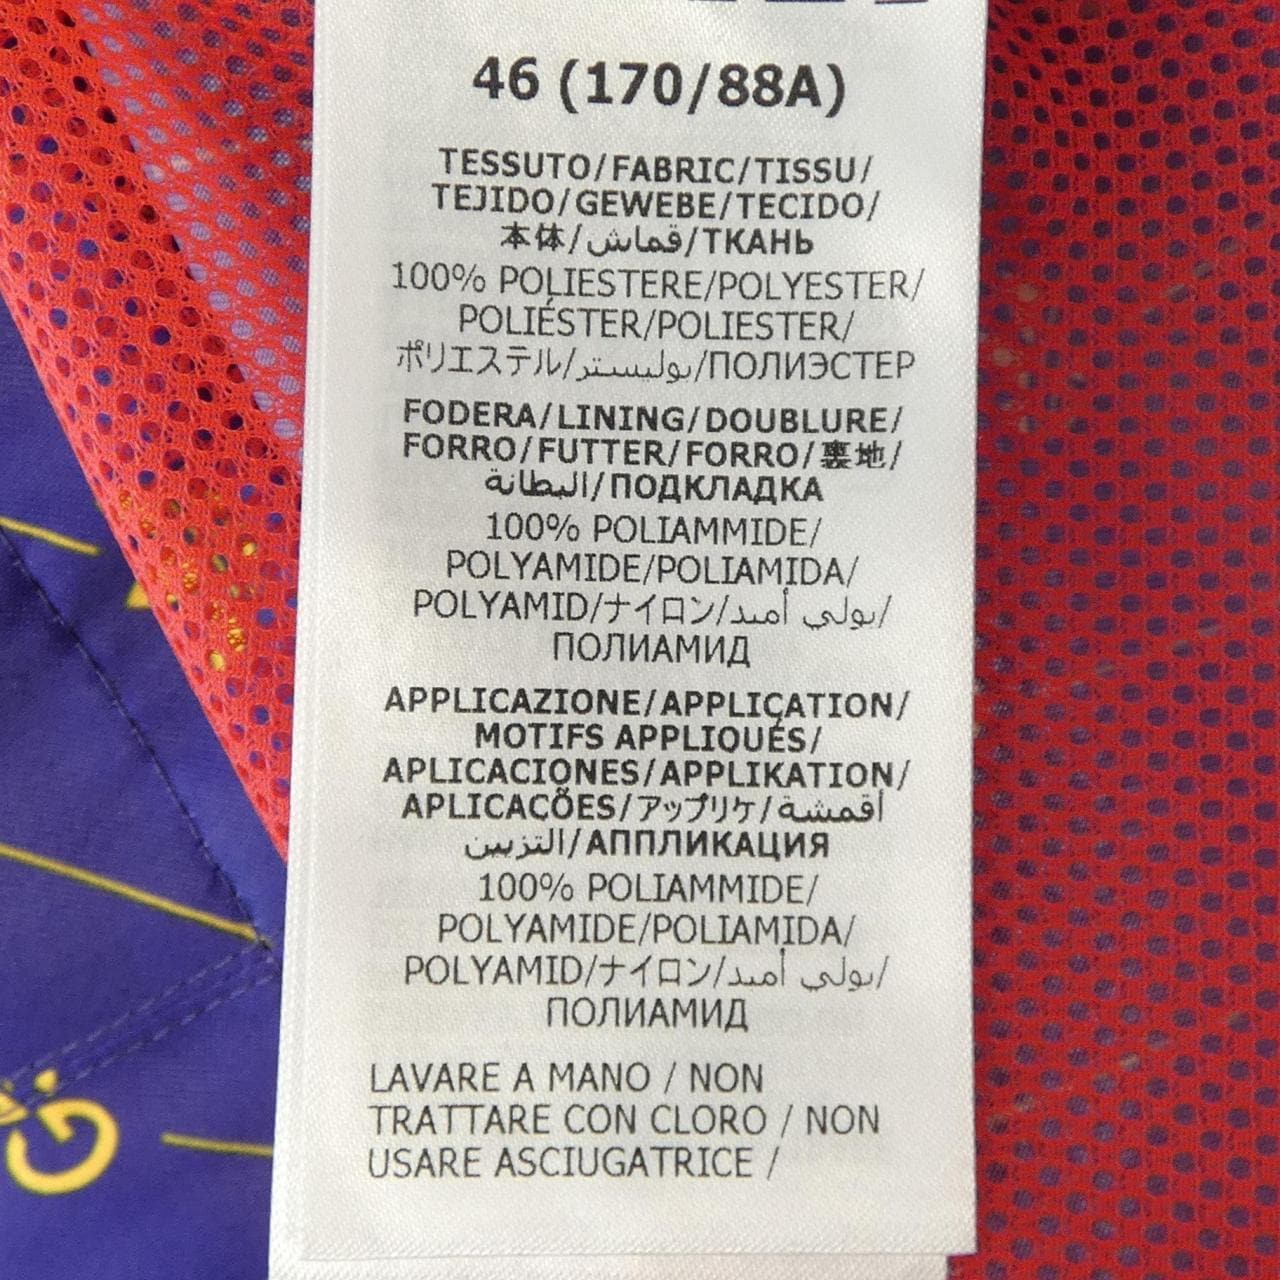 46 (170/88A)
TESSUTO/FABRIC/TISSU/
TEJIDO/GEWEBE/TECIDO/
本体/قماش/ТКАНЬ
100% POLIESTERE/POLYESTER/
POLIÉSTER/POLIESTER/
ポリエステル/بوليستر/ПОЛИЭСТЕР
FODERA/LINING/DOUBLURE/
FORRO/FUTTER/FORRO/裏地/
البطانة/ПОДКЛАДКА
100% POLIAMMIDE/
POLYAMIDE/POLIAMIDA/
POLYAMID/ナイロン/بولي أميد/
ПОЛИАМИД
APPLICAZIONE/APPLICATION/
MOTIFS APPLIQUÉS/
APLICACIONES/APPLIKATION/
APLICAÇÕES/アップリケ/أقمشة
التزيين/АППЛИКАЦИЯ
100% POLIAMMIDE/
POLYAMIDE/POLIAMIDA/
POLYAMID/ナイロン/بولي أميد/
ПОЛИАМИД
LAVARE A MANO / NON
TRATTARE CON CLORO / NON
USARE ASCIUGATRICE /
G